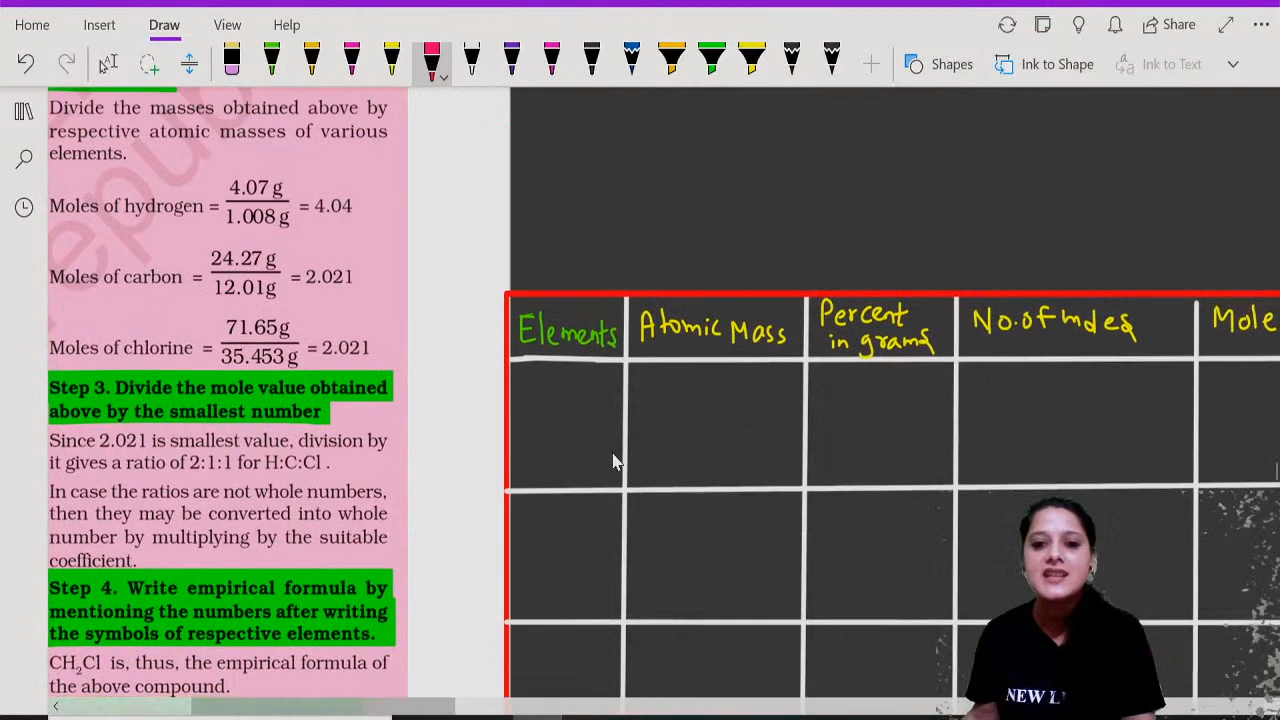 Home Insert Draw View Help Share
Shapes Ink to Shape Ink to Text
Divide the masses obtained above by
respective atomic masses of various
elements.
Moles of hydrogen = 4.07 g / 1.008 g = 4.04
Moles of carbon = 24.27 g / 12.01g = 2.021
Moles of chlorine = 71.65g / 35.453 g = 2.021
Step 3. Divide the mole value obtained
above by the smallest number
Since 2.021 is smallest value, division by
it gives a ratio of 2:1:1 for H:C:Cl .
In case the ratios are not whole numbers,
then they may be converted into whole
number by multiplying by the suitable
coefficient.
Step 4. Write empirical formula by
mentioning the numbers after writing
the symbols of respective elements.
CH₂Cl is, thus, the empirical formula of
the above compound.
Elements
Atomic Mass
Percent
in grams
No. of moles
Mole
NEW L